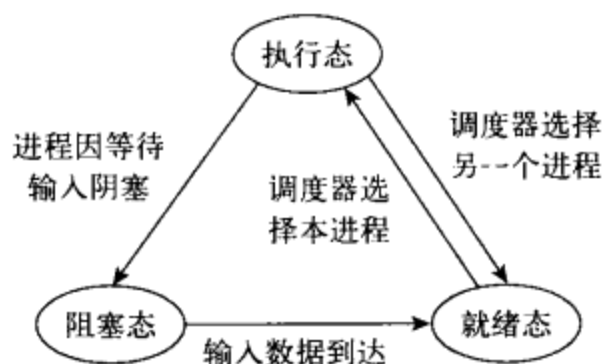 执行态
进程因等待
输入阴塞
调度器选择
另一个进程
调度器选
择本进程
阻塞态
输入数据到达
就绪态